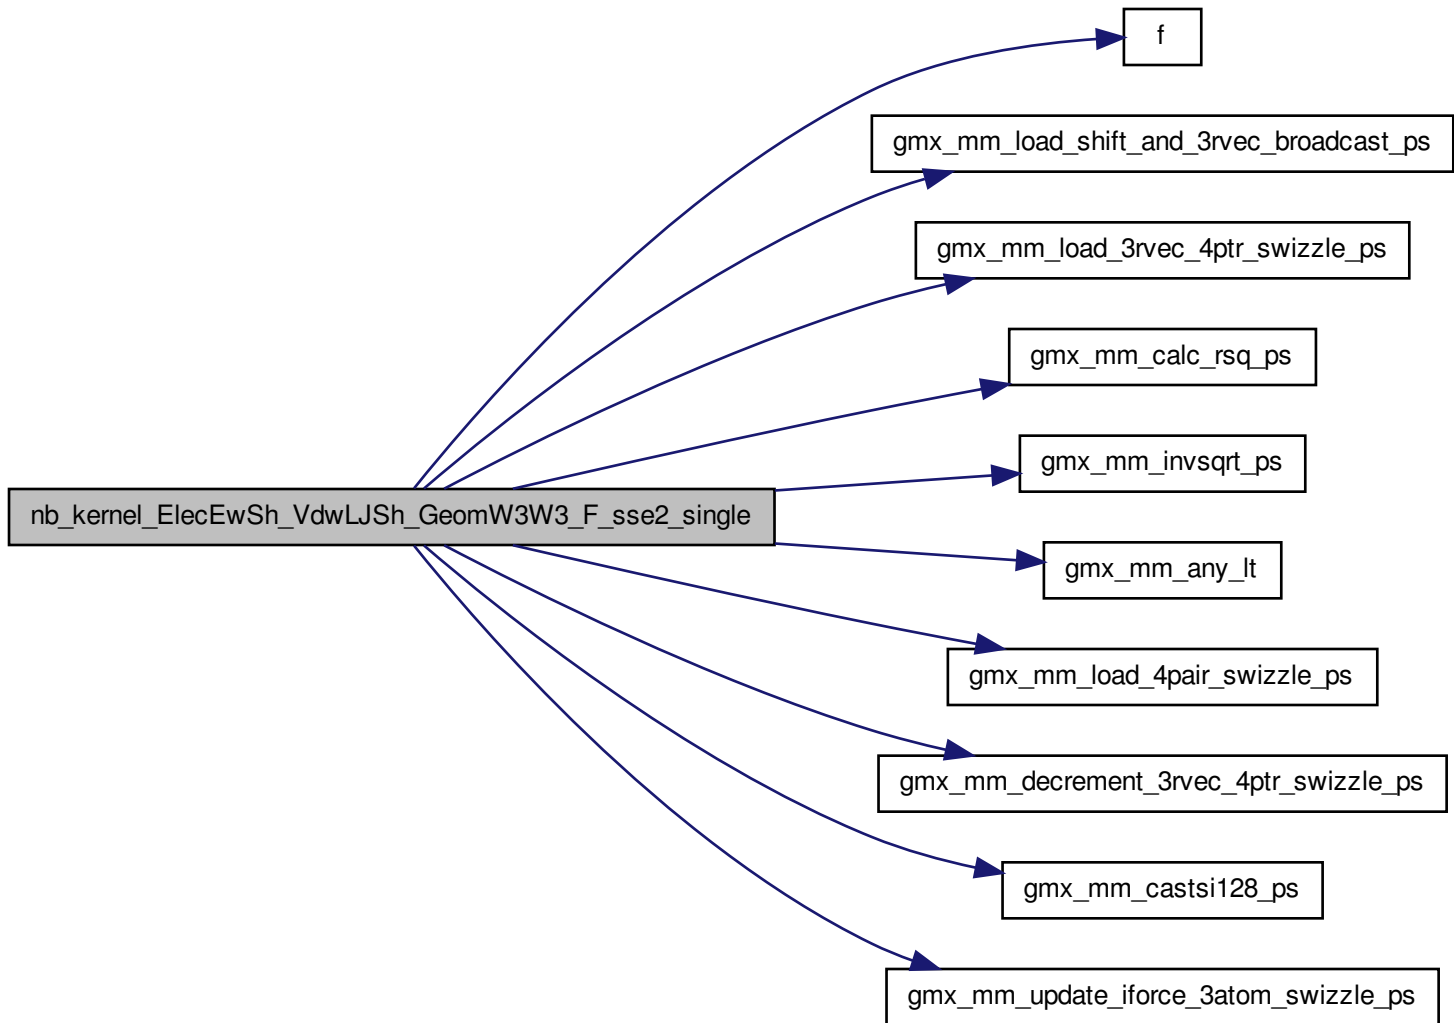 f
gmx_mm_load_shift_and_3rvec_broadcast_ps
gmx_mm_load_3rvec_4ptr_swizzle_ps
gmx_mm_calc_rsq_ps
gmx_mm_invsqrt_ps
nb_kernel_ElecEwSh_VdwLJSh_GeomW3W3_F_sse2_single
gmx_mm_any_lt
gmx_mm_load_4pair_swizzle_ps
gmx_mm_decrement_3rvec_4ptr_swizzle_ps
gmx_mm_castsi128_ps
gmx_mm_update_iforce_3atom_swizzle_ps